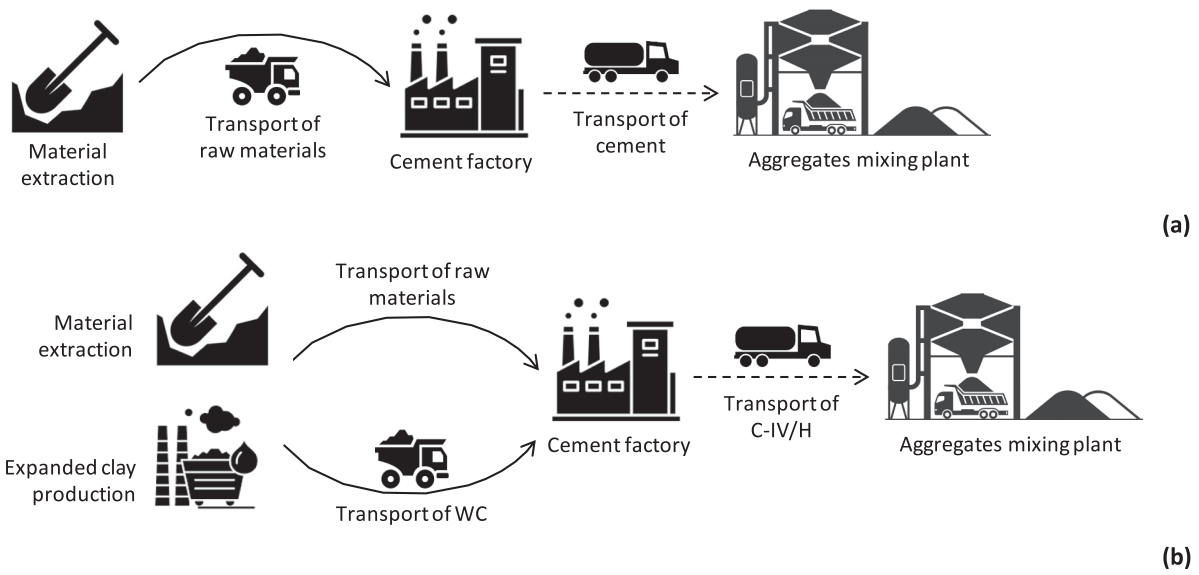 Material
extraction
Transport of
raw materials
Cement factory
Transport of
cement
Aggregates mixing plant
(a)
Material
extraction
Transport of raw
materials
Expanded clay
production
Transport of WC
Cement factory
Transport of
C-IV/H
Aggregates mixing plant
(b)